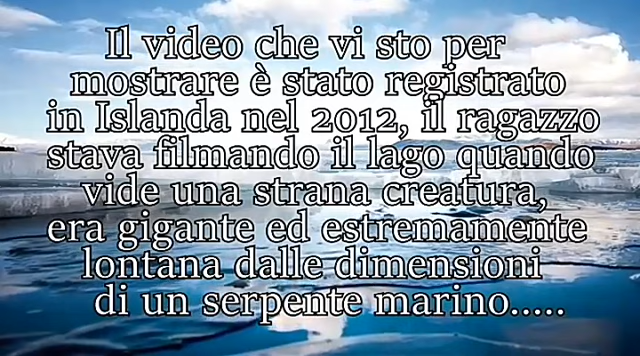 Il video che vi sto per
mostrare è stato registrato
in Islanda nel 2012, il ragazzo
stava filmando il lago quando
vide una strana creatura,
era gigante ed estremamente
lontana dalle dimensioni
di un serpente marino.....